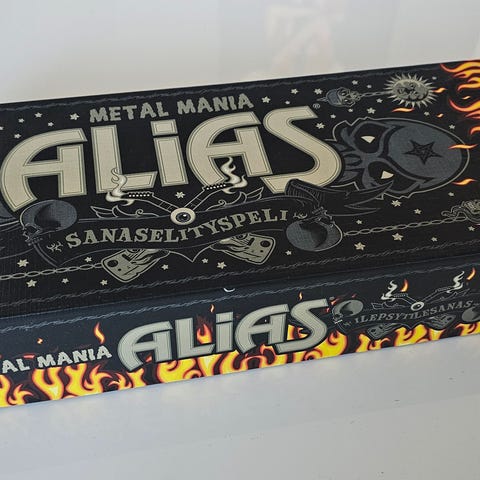 METAL MANIA
ALiAS®
SANASELITYSPELI
AL MANIA ALiAS ILEPSYTILESANAS